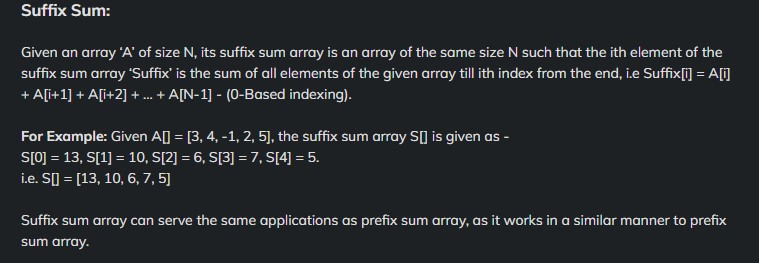 Suffix Sum:
Given an array ‘A’ of size N, its suffix sum array is an array of the same size N such that the ith element of the
suffix sum array ‘Suffix’ is the sum of all elements of the given array till ith index from the end, i.e Suffix[i] = A[i]
+ A[i+1] + A[i+2] + ... + A[N-1] - (0-Based indexing).
For Example: Given A[] = [3, 4, -1, 2, 5], the suffix sum array S[] is given as -
S[0] = 13, S[1] = 10, S[2] = 6, S[3] = 7, S[4] = 5.
i.e. S[] = [13, 10, 6, 7, 5]
Suffix sum array can serve the same applications as prefix sum array, as it works in a similar manner to prefix
sum array.